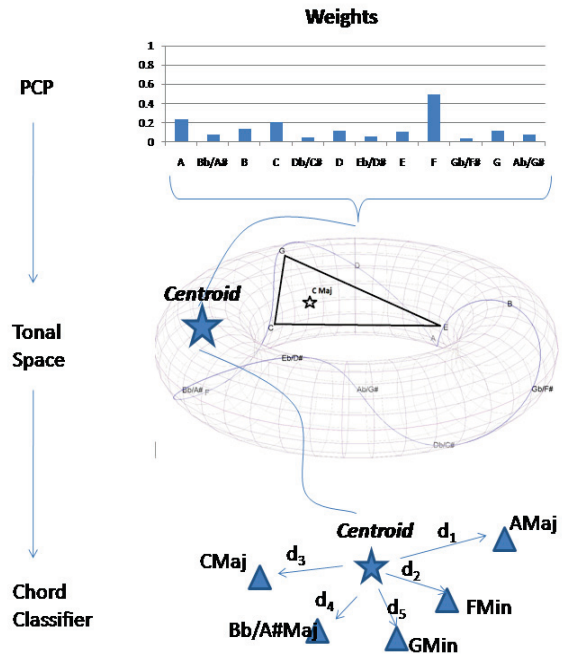 Weights
PCP
1
0.8
0.6
0.4
0.2
0
A Bb/A# B C Db/C# D Eb/D# E F Gb/F# G Ab/G#
G
D
C Maj
Centroid
B
C
E
A
Tonal
Space
Eb/D#
Bb/A# F
Ab/G#
Gb/F#
Db/C#
Centroid
d1
AMaj
CMaj
d3
d2
Chord
Classifier
d4
d5
FMin
Bb/A#Maj
GMin